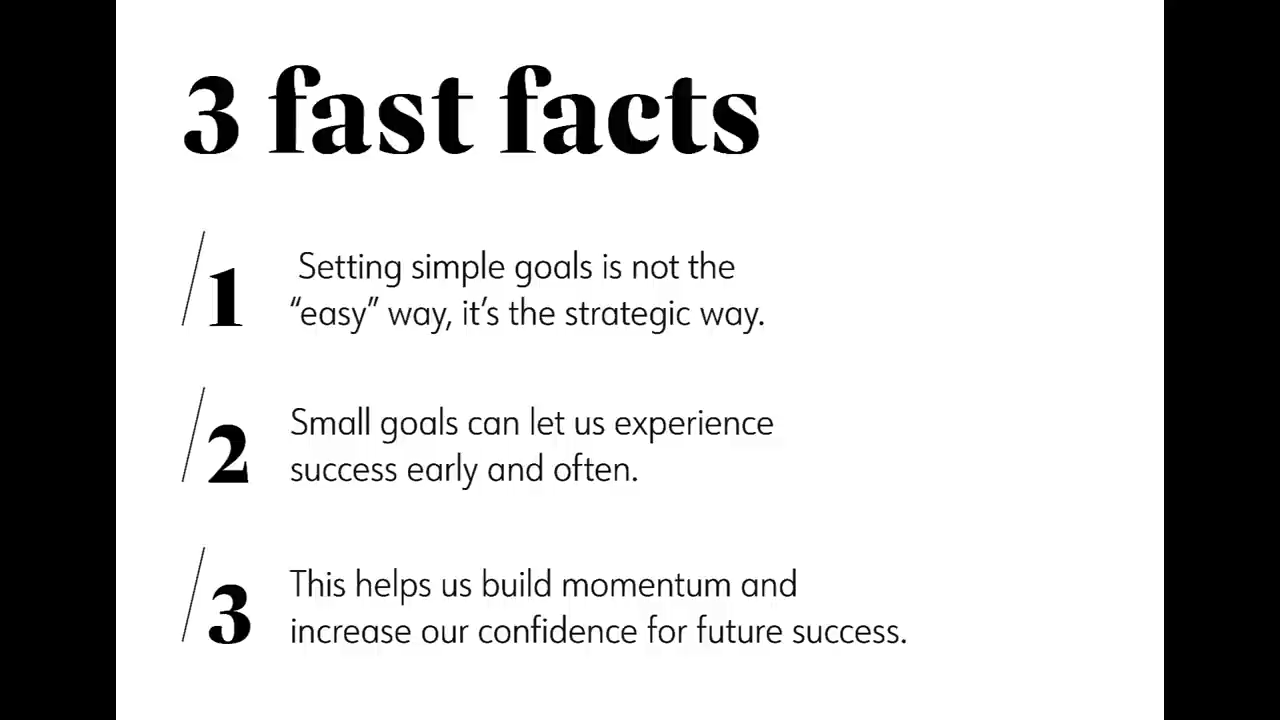 3 fast facts
/1 Setting simple goals is not the
“easy” way, it’s the strategic way.
/2 Small goals can let us experience
success early and often.
/3 This helps us build momentum and
increase our confidence for future success.